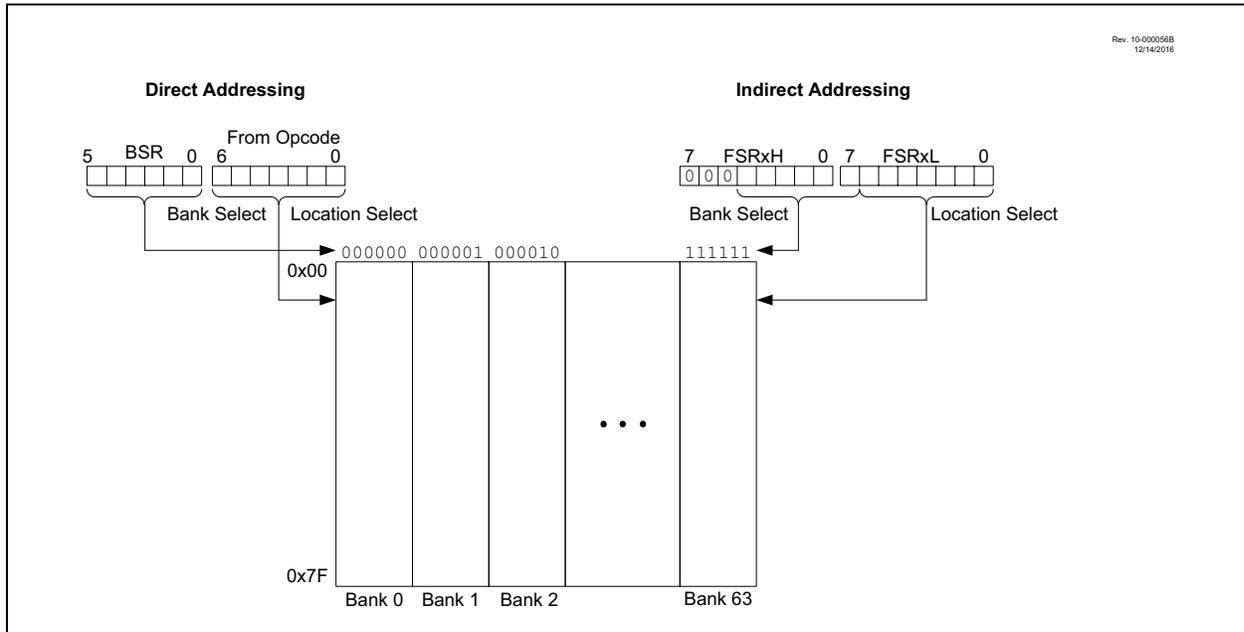 Rev. 10-000056B
12/14/2016
Direct Addressing
Indirect Addressing
From Opcode
5 BSR 0 6 0
7 FSRxH 0 7 FSRxL 0
0 0 0
Bank Select Location Select
Bank Select Location Select
000000 000001 000010 111111
0x00
0x7F
Bank 0 Bank 1 Bank 2 Bank 63